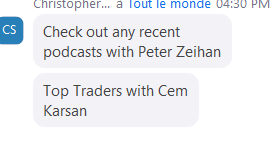 Christopher... à Tout le monde 04:30 PM
CS
Check out any recent
podcasts with Peter Zeihan
Top Traders with Cem
Karsan